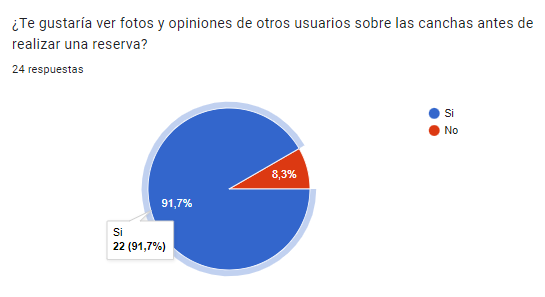 ¿Te gustaría ver fotos y opiniones de otros usuarios sobre las canchas antes de
realizar una reserva?
24 respuestas
Si
No
8,3%
91,7%
Si
22 (91,7%)